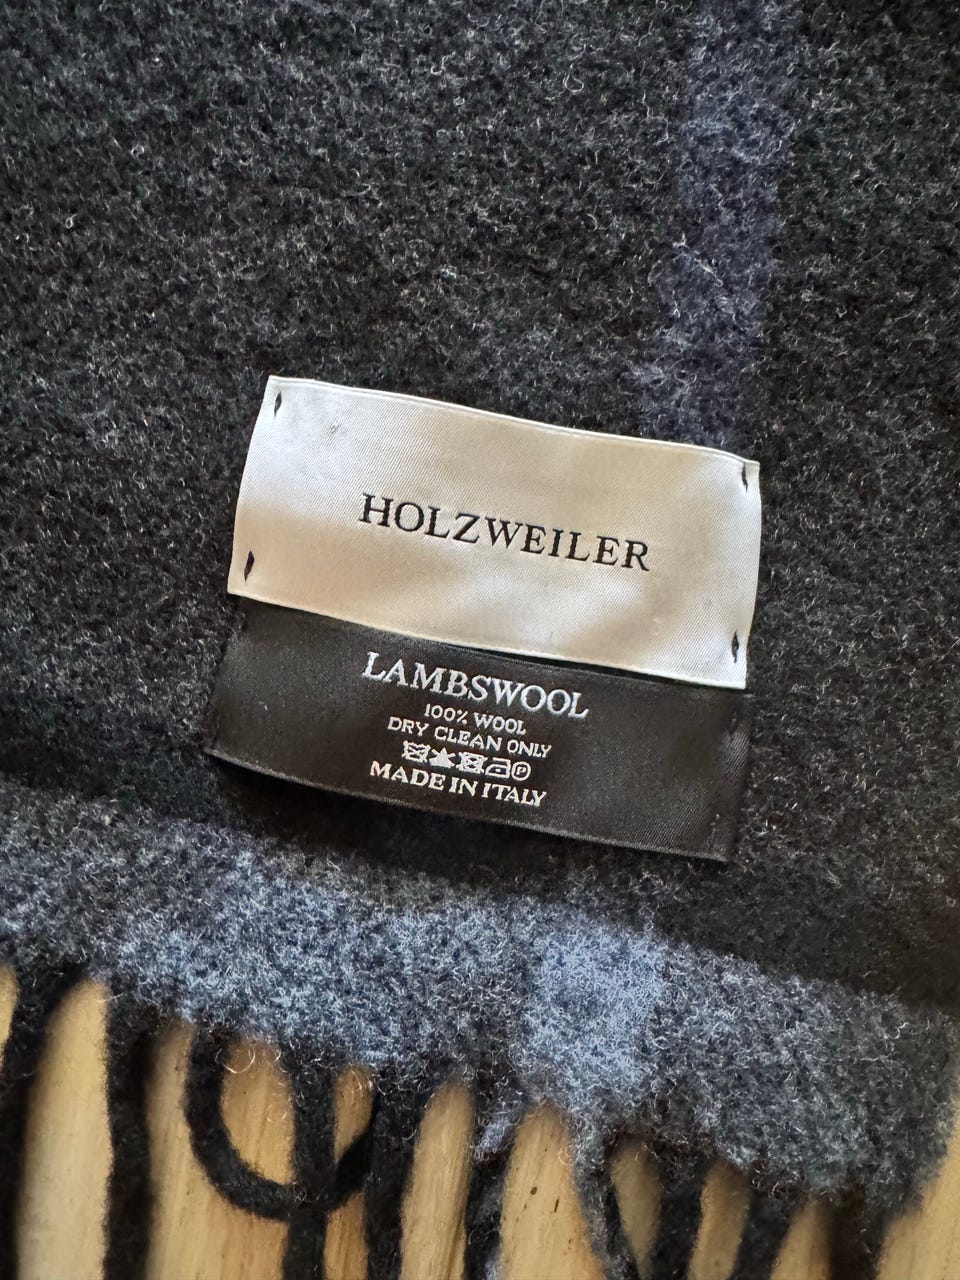 HOLZWEILER
LAMBSWOOL
100% WOOL
DRY CLEAN ONLY
P
MADE IN ITALY